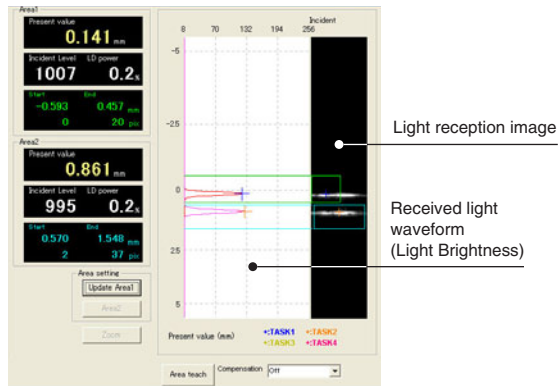 Area1
Present value
0.141 mm
Incident Level LD power
1007 0.2%
Start End
-0.593 0.457 mm
0 20 pix
Area2
Present value
0.861 mm
Incident Level LD power
995 0.2%
Start End
0.570 1.548 mm
2 37 pix
Area setting
Update Area1
Area2
Zoom
Incident
8 70 132 194 256
-5
-2.5
0
2.5
5
Present value (mm)
+:TASK1 +:TASK2
+:TASK3 +:TASK4
Area teach
Compensation Off
Light reception image
Received light
waveform
(Light Brightness)